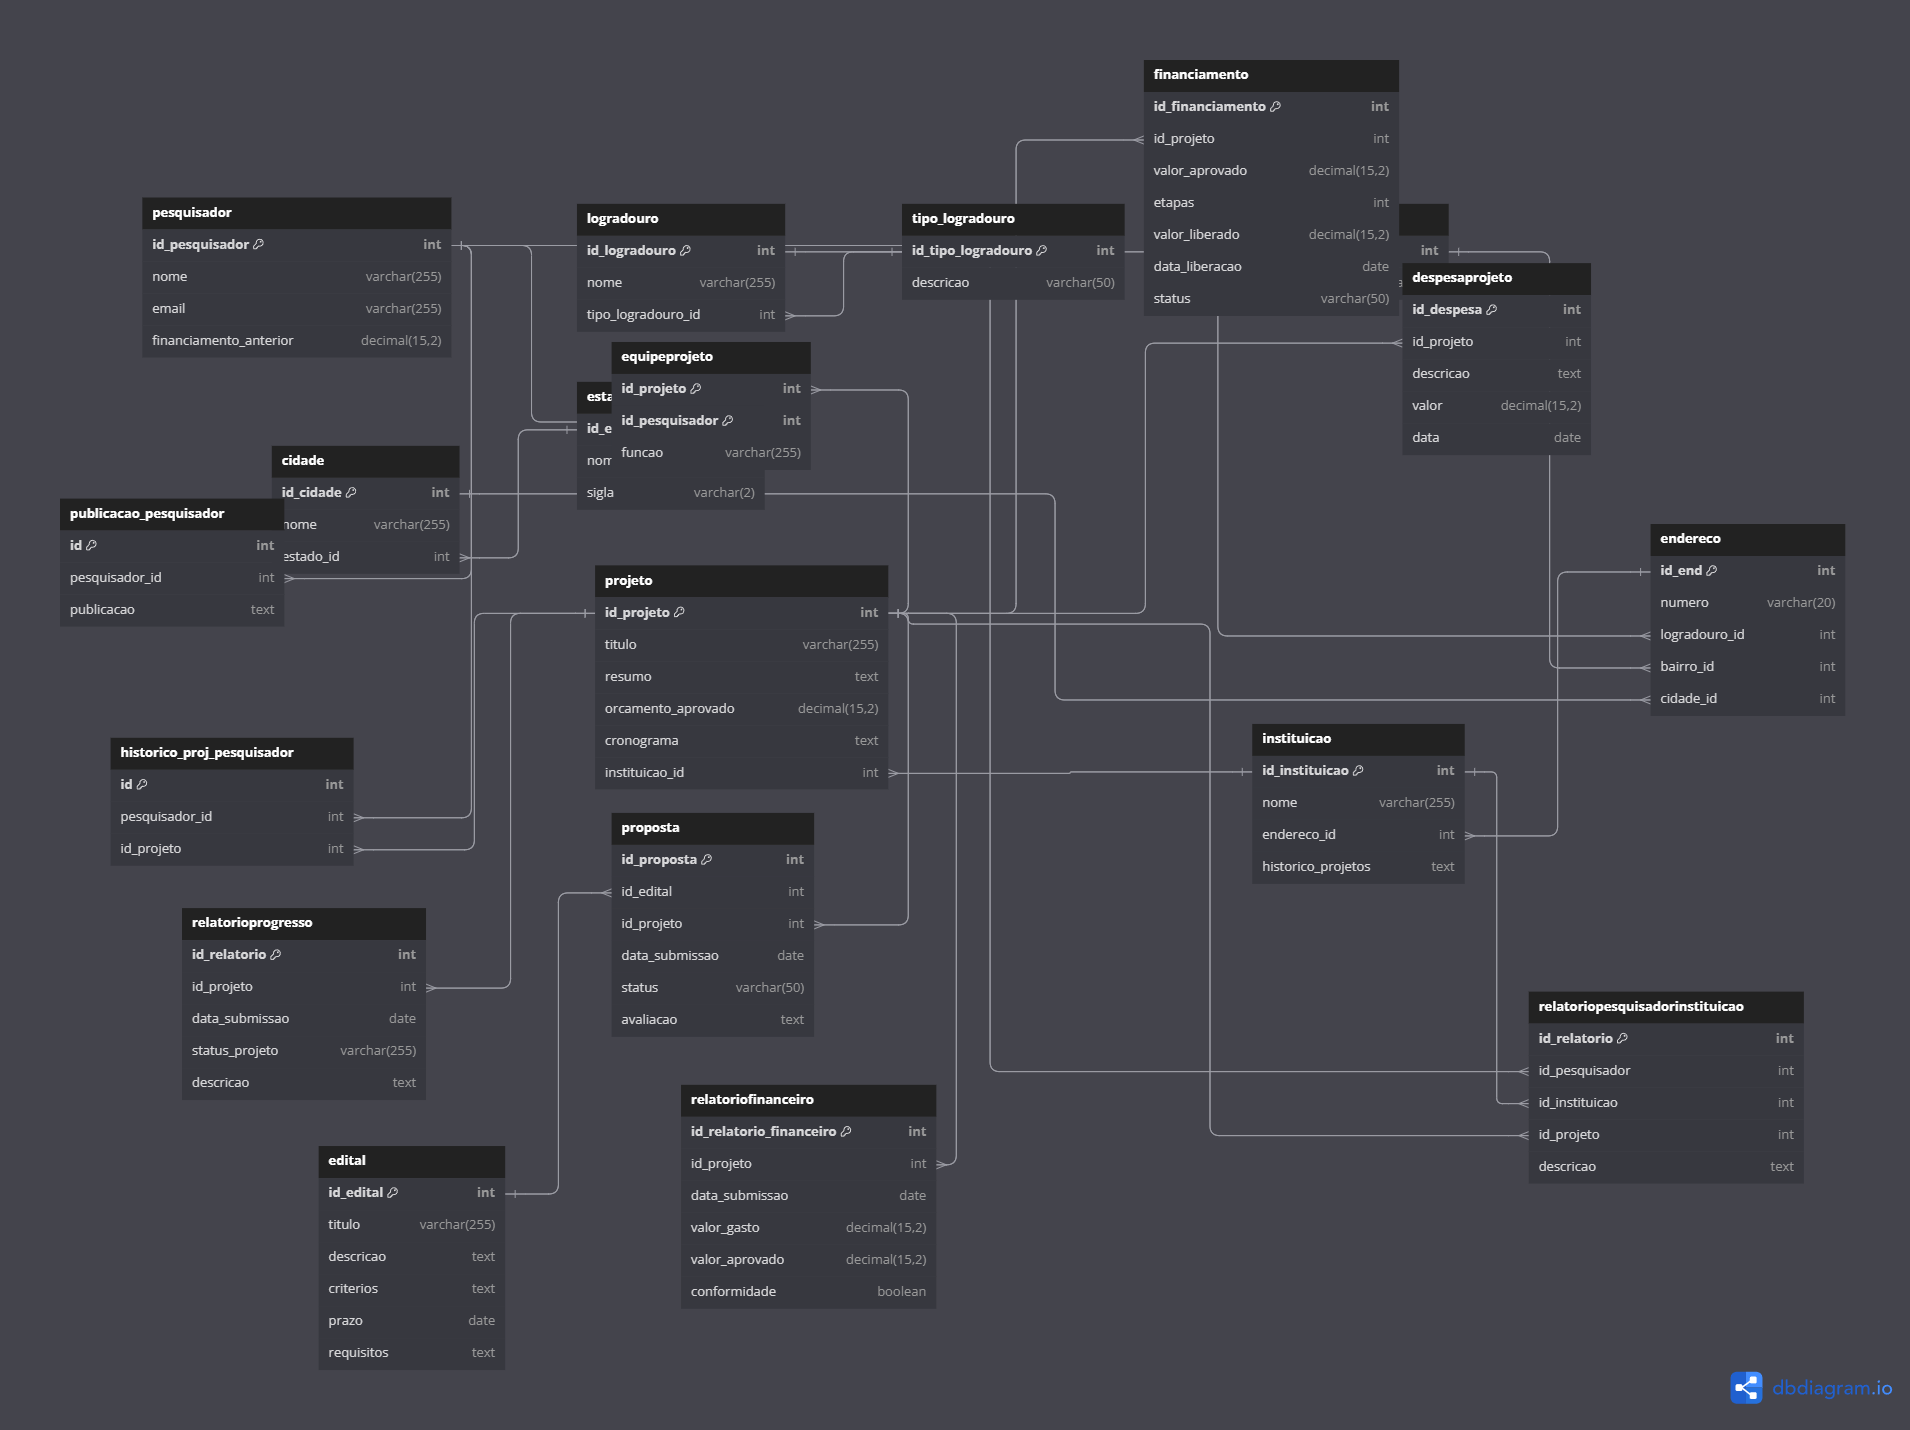 financiamento
id_financiamento int
id_projeto int
valor_aprovado decimal(15,2)
etapas int
valor_liberado decimal(15,2)
data_liberacao date
status varchar(50)
pesquisador
id_pesquisador int
nome varchar(255)
email varchar(255)
financiamento_anterior decimal(15,2)
logradouro
id_logradouro int
nome varchar(255)
tipo_logradouro_id int
tipo_logradouro
id_tipo_logradouro int
descricao varchar(50)
int
despesaprojeto
id_despesa int
id_projeto int
descricao text
valor decimal(15,2)
data date
equipeprojeto
id_projeto int
id_pesquisador int
funcao varchar(255)
esta
id_e
nom
sigla varchar(2)
cidade
id_cidade int
nome varchar(255)
estado_id int
publicacao_pesquisador
id int
pesquisador_id int
publicacao text
endereco
id_end int
numero varchar(20)
logradouro_id int
bairro_id int
cidade_id int
projeto
id_projeto int
titulo varchar(255)
resumo text
orcamento_aprovado decimal(15,2)
cronograma text
instituicao_id int
instituicao
id_instituicao int
nome varchar(255)
endereco_id int
historico_projetos text
historico_proj_pesquisador
id int
pesquisador_id int
id_projeto int
proposta
id_proposta int
id_edital int
id_projeto int
data_submissao date
status varchar(50)
avaliacao text
relatorioprogresso
id_relatorio int
id_projeto int
data_submissao date
status_projeto varchar(255)
descricao text
relatoriopesquisadorinstituicao
id_relatorio int
id_pesquisador int
id_instituicao int
id_projeto int
descricao text
relatoriofinanceiro
id_relatorio_financeiro int
id_projeto int
data_submissao date
valor_gasto decimal(15,2)
valor_aprovado decimal(15,2)
conformidade boolean
edital
id_edital int
titulo varchar(255)
descricao text
criterios text
prazo date
requisitos text
dbdiagram.io